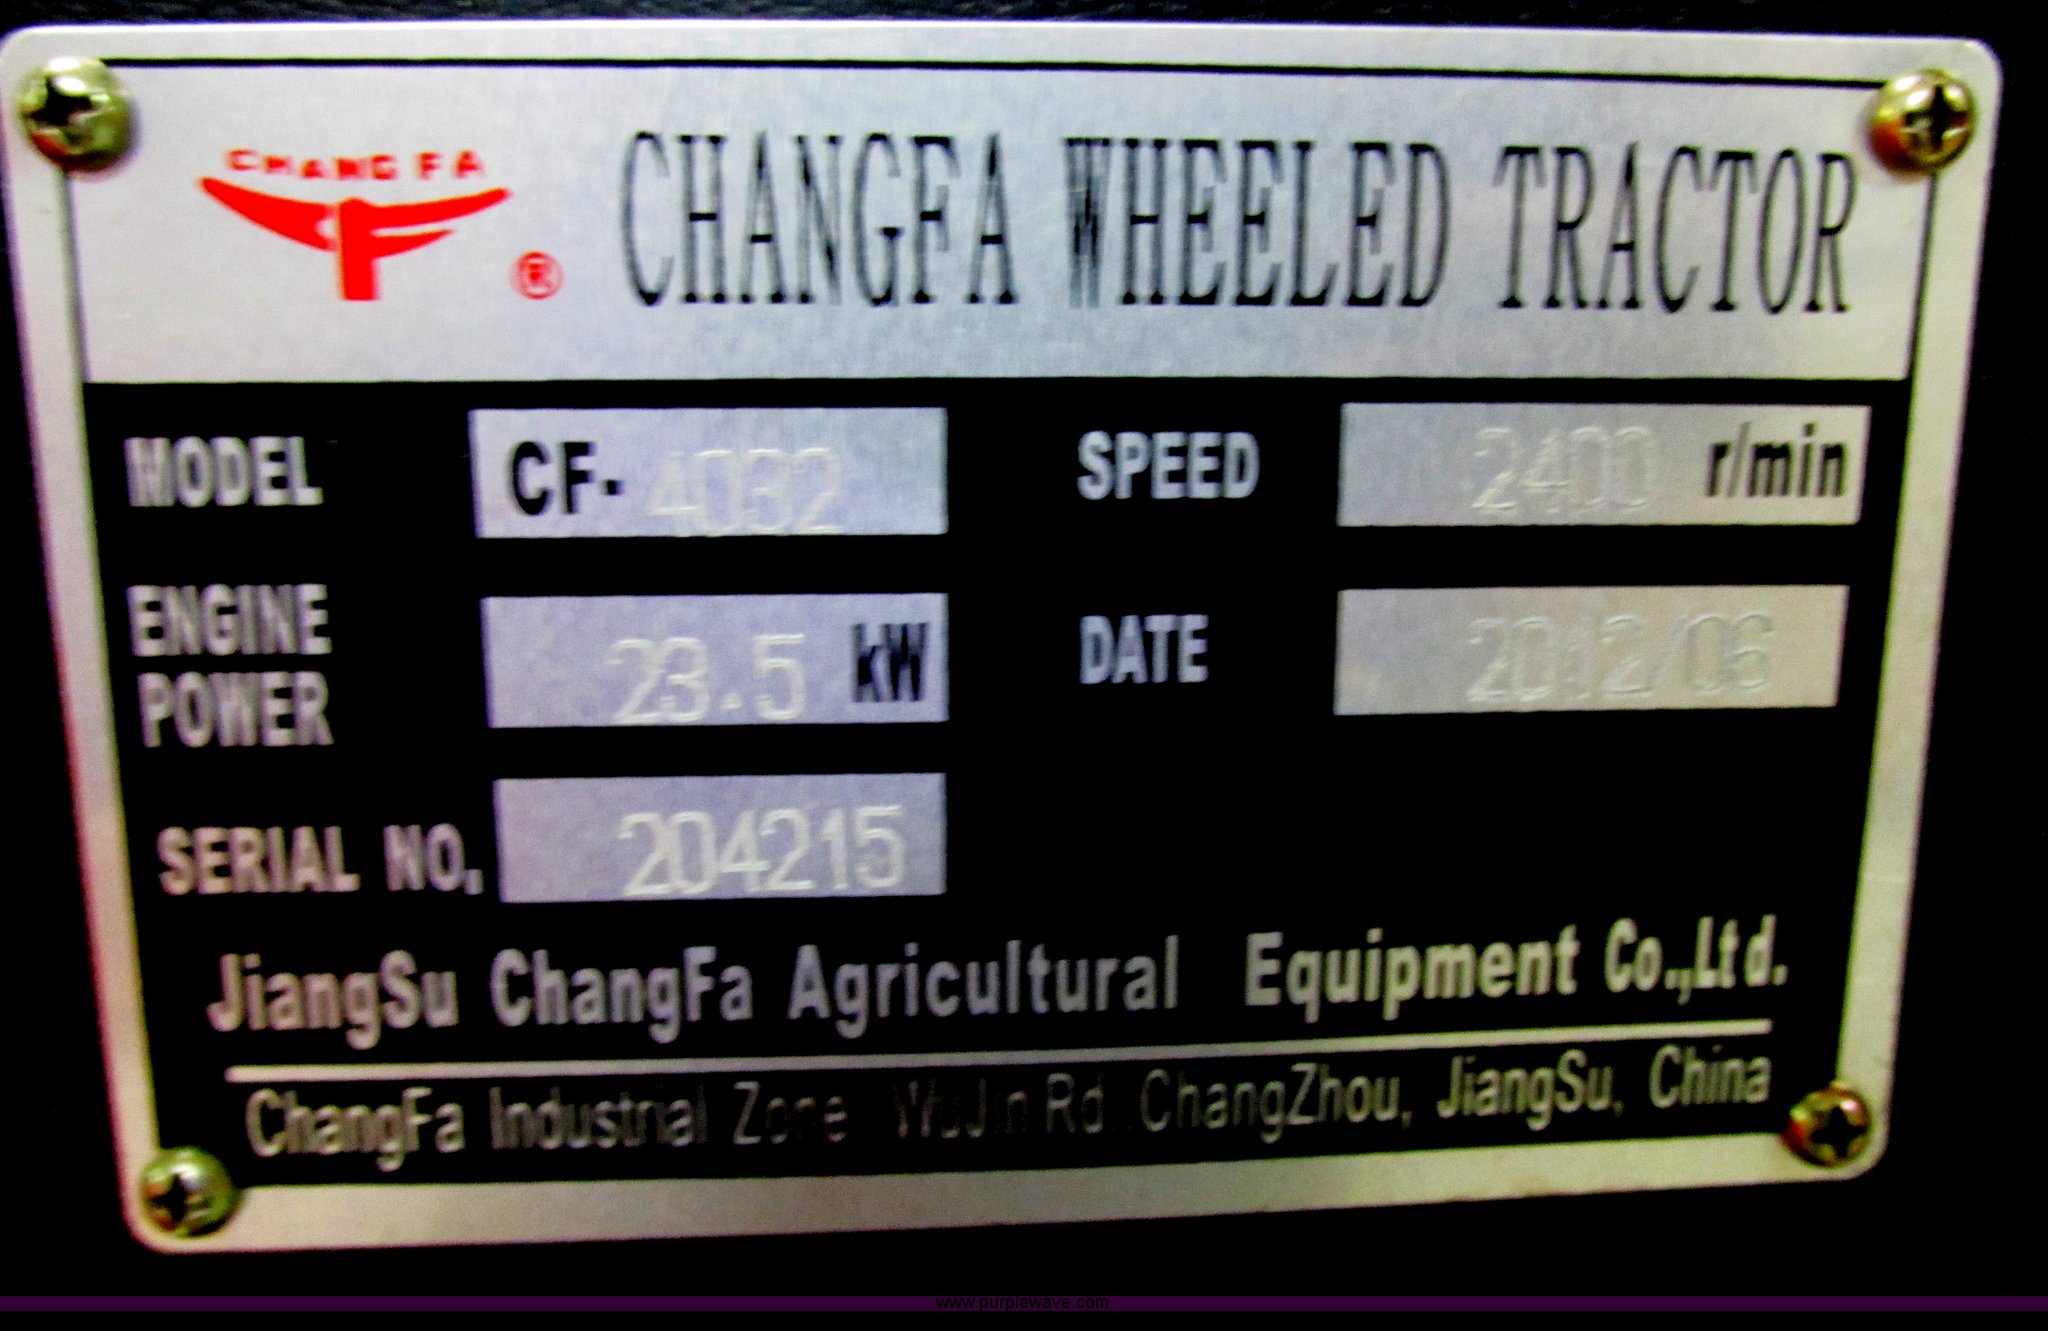 CHANG FA
® CHANGFA WHEELED TRACTOR
MODEL CF- 4032 SPEED 2400 r/min
ENGINE POWER 23.5 kW DATE 2012/06
SERIAL NO. 204215
JiangSu ChangFa Agricultural Equipment Co.,Ltd.
ChangFa Industrial Zone WuJin Rd. ChangZhou, JiangSu, China
www.purplewave.com